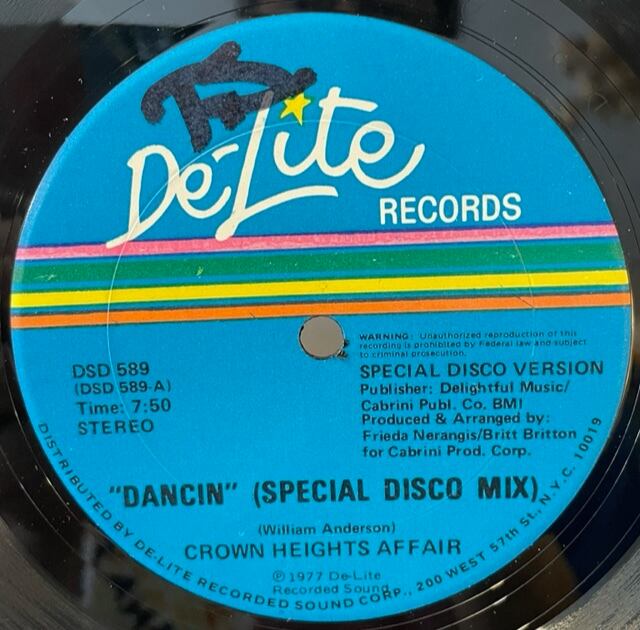 T.S.
De-Lite
RECORDS
WARNING: Unauthorized reproduction of this
recording is prohibited by Federal law and subject
to criminal prosecution.
DSD 589
(DSD 589-A)
Time: 7:50
STEREO
SPECIAL DISCO VERSION
Publisher: Delightful Music/
Cabrini Publ. Co. BMI
Produced & Arranged by:
Frieda Nerangis/Britt Britton
for Cabrini Prod. Corp.
"DANCIN" (SPECIAL DISCO MIX)
(William Anderson)
CROWN HEIGHTS AFFAIR
℗ 1977 De-Lite
Recorded Sound
DISTRIBUTED BY DE-LITE RECORDED SOUND CORP., 200 WEST 57th St., N.Y.C. 10019